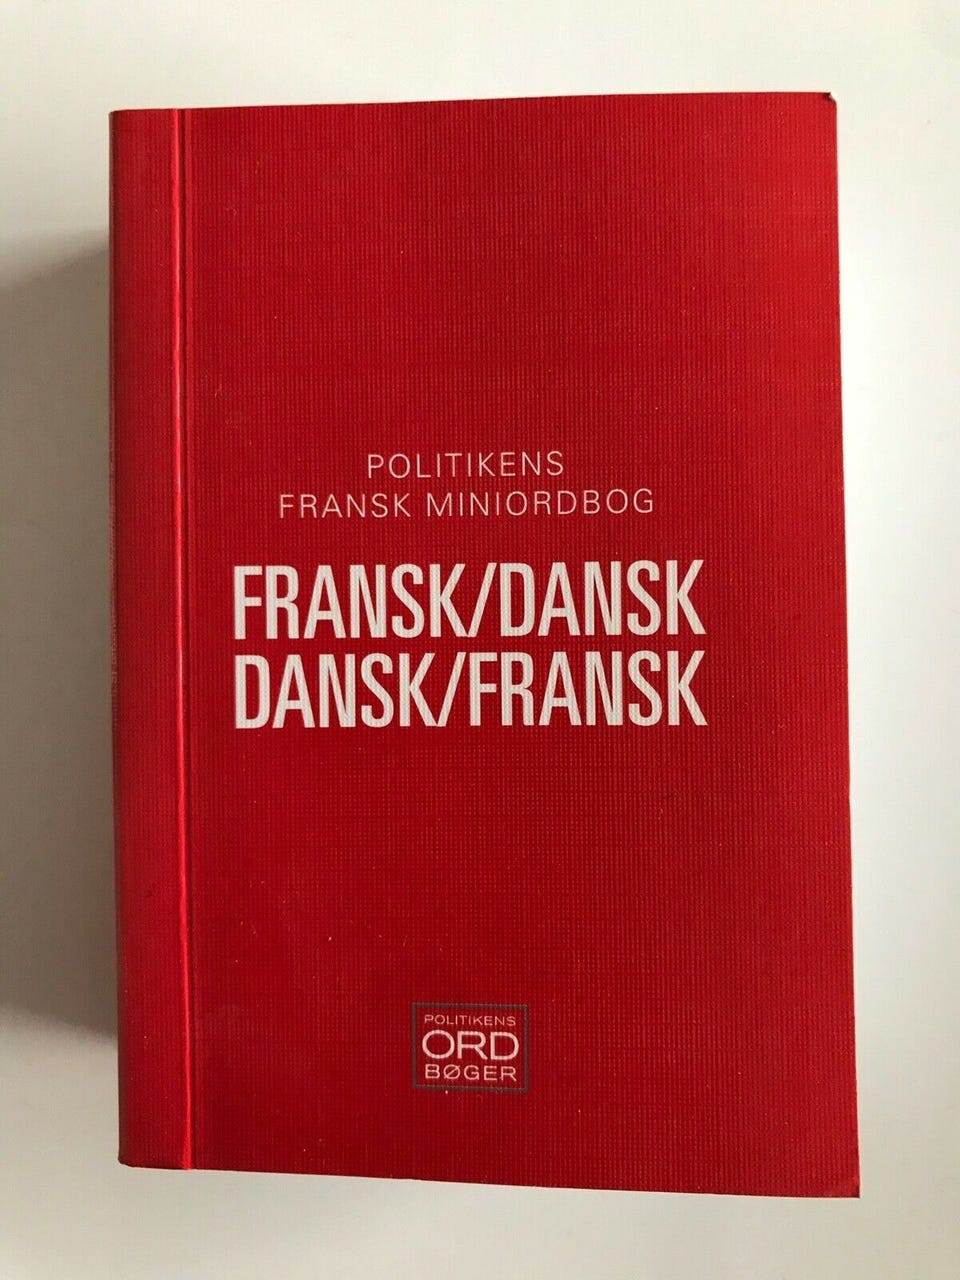 POLITIKENS
FRANSK MINIORDBOG
FRANSK/DANSK
DANSK/FRANSK
POLITIKENS
ORD
BØGER